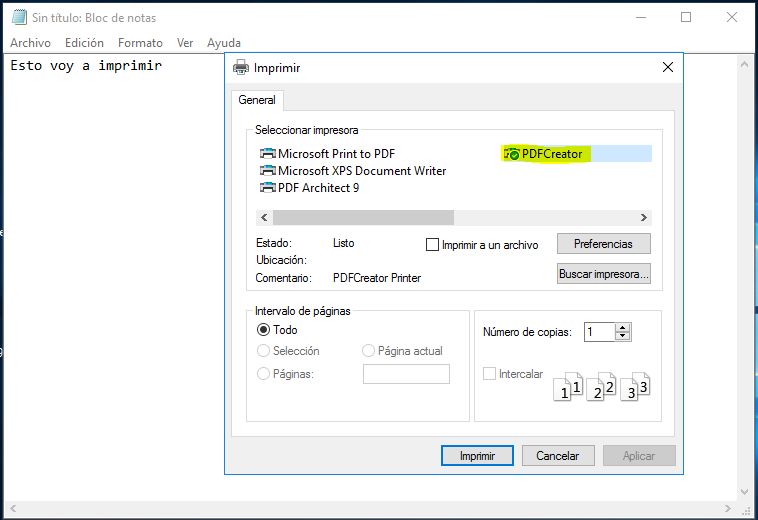 Sin título: Bloc de notas
Archivo Edición Formato Ver Ayuda
Esto voy a imprimir
Imprimir
General
Seleccionar impresora
Microsoft Print to PDF PDFCreator
Microsoft XPS Document Writer
PDF Architect 9
Estado: Listo Imprimir a un archivo Preferencias
Ubicación:
Comentario: PDFCreator Printer Buscar impresora...
Intervalo de páginas
Todo Número de copias: 1
Selección Página actual
Páginas: Intercalar
1 1 2 2 3 3
Imprimir Cancelar Aplicar